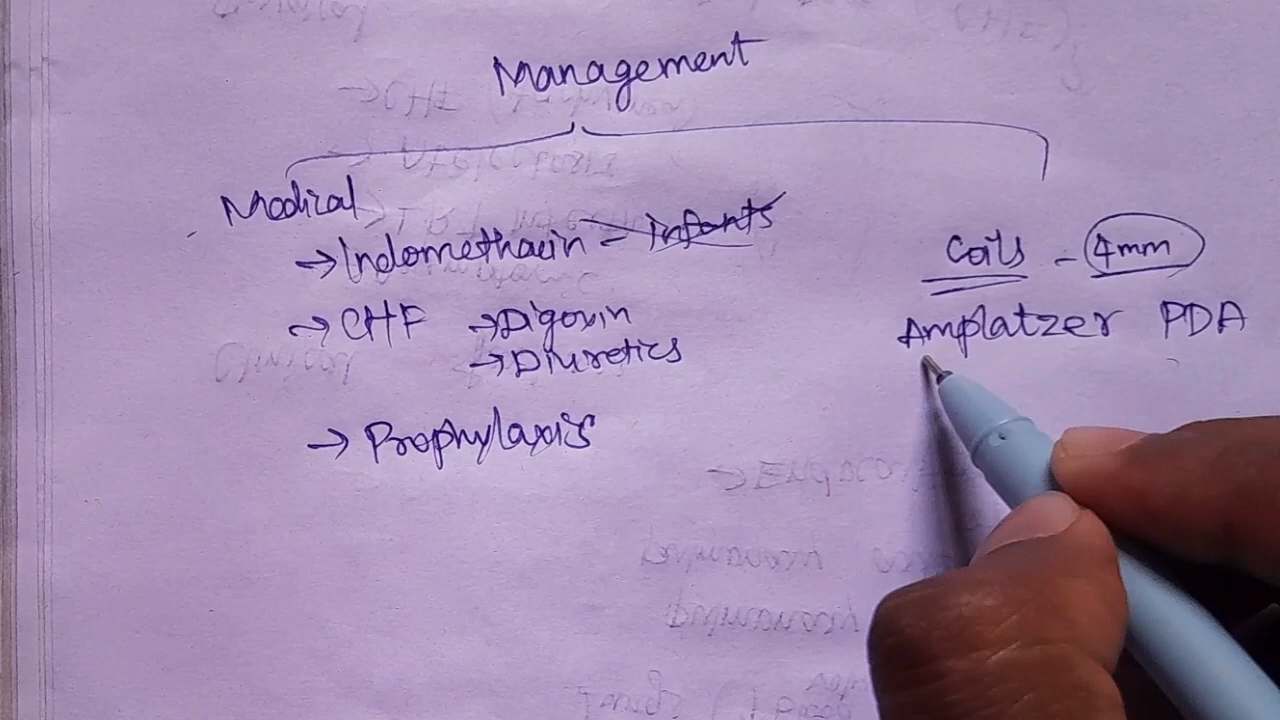 Management
Medical
→ Indomethacin - infants
→ CHF → Digoxin
→ Diuretics
→ Prophylaxis
Coils - 4mm
Amplatzer PDA